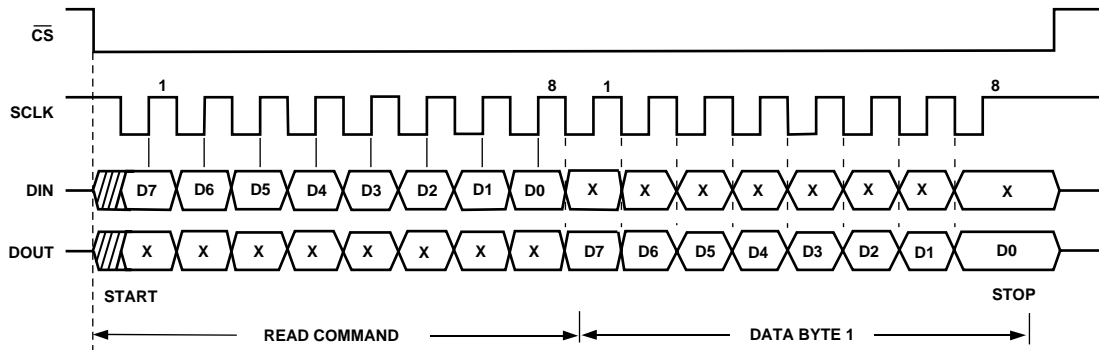 CS
1 8 1 8
SCLK
DIN D7 D6 D5 D4 D3 D2 D1 D0 X X X X X X X X
DOUT X X X X X X X X D7 D6 D5 D4 D3 D2 D1 D0
START STOP
READ COMMAND DATA BYTE 1